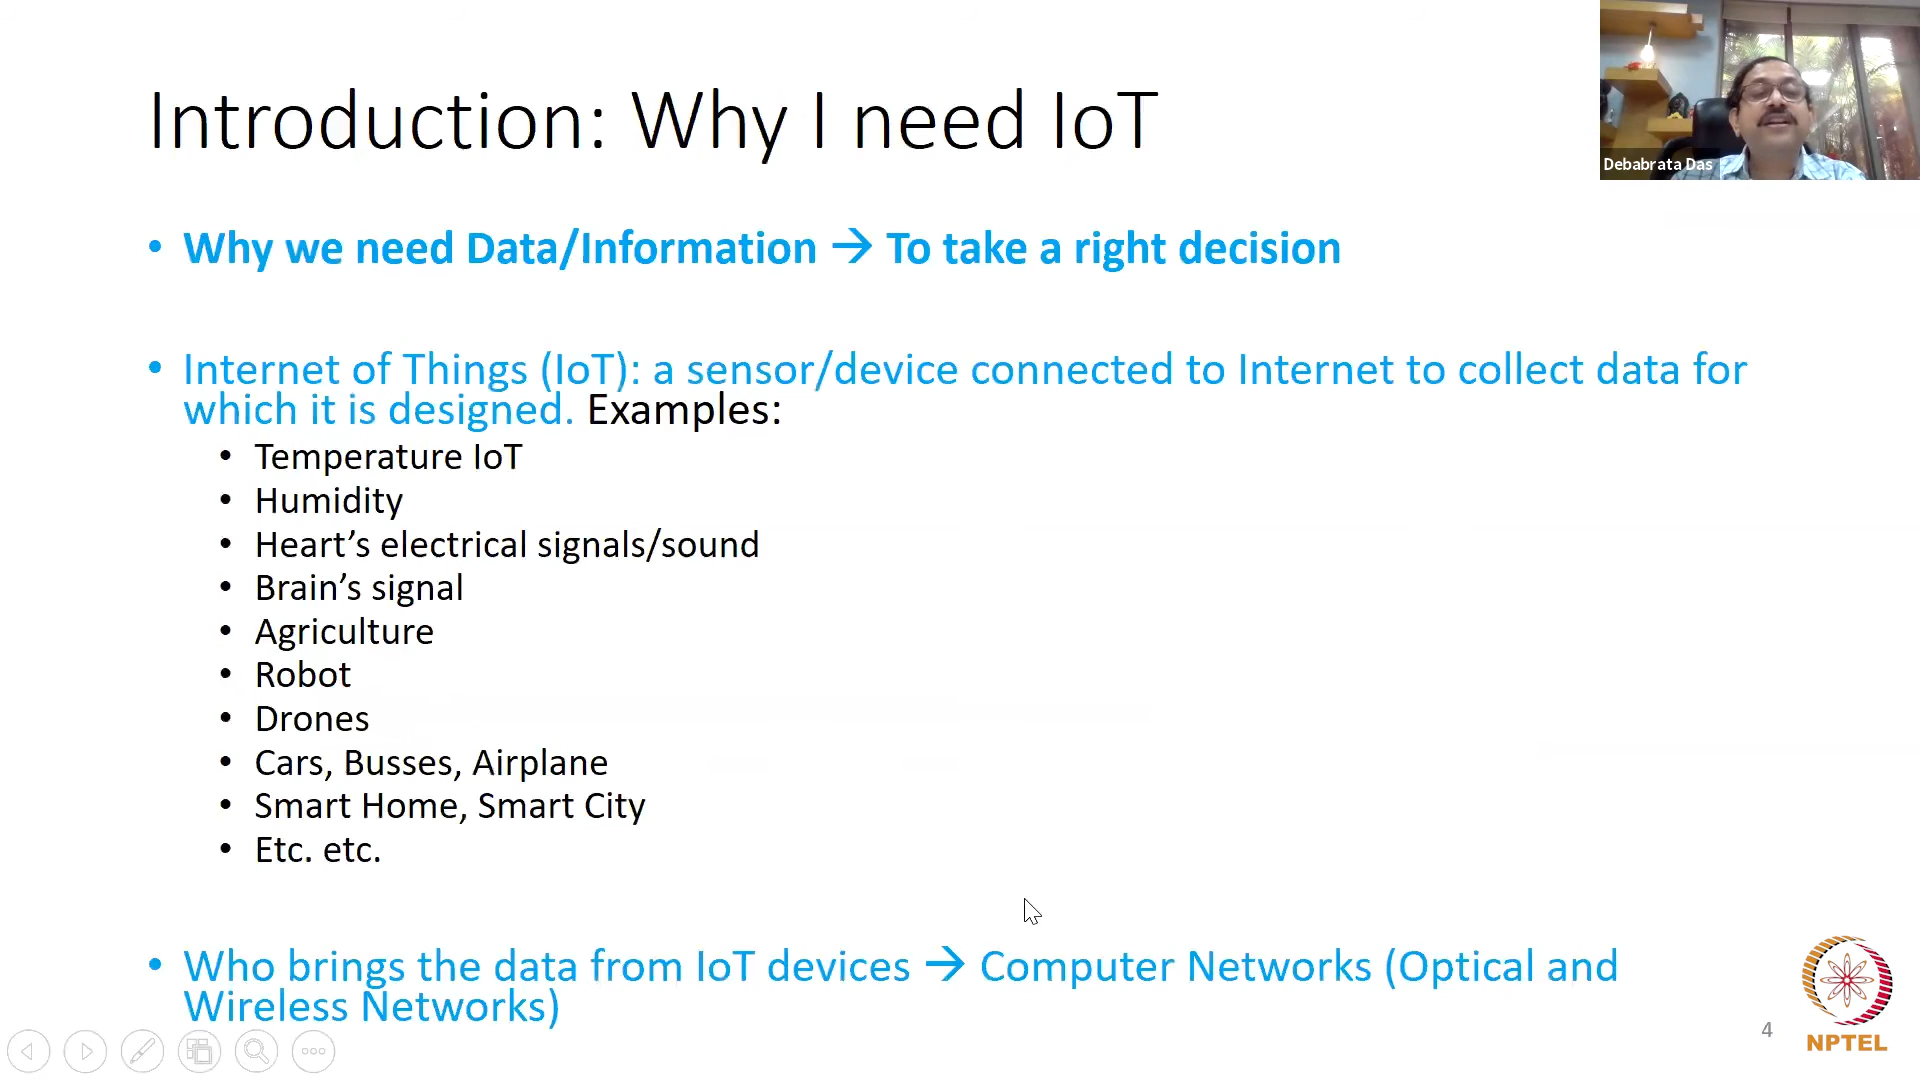 Introduction: Why I need IoT
Debabrata Das
• Why we need Data/Information → To take a right decision
• Internet of Things (IoT): a sensor/device connected to Internet to collect data for
which it is designed. Examples:
• Temperature IoT
• Humidity
• Heart’s electrical signals/sound
• Brain’s signal
• Agriculture
• Robot
• Drones
• Cars, Busses, Airplane
• Smart Home, Smart City
• Etc. etc.
• Who brings the data from IoT devices → Computer Networks (Optical and
Wireless Networks)
4
NPTEL